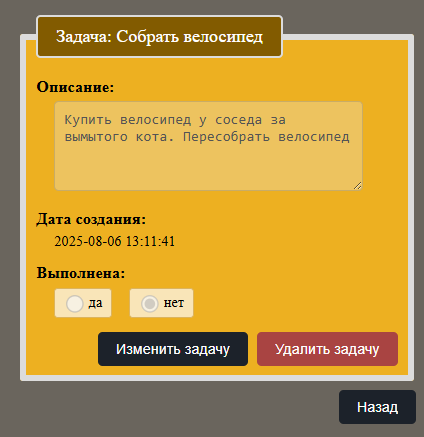 Задача: Собрать велосипед
Описание:
Купить велосипед у соседа за
вымытого кота. Пересобрать велосипед
Дата создания:
2025-08-06 13:11:41
Выполнена:
да нет
Изменить задачу Удалить задачу
Назад